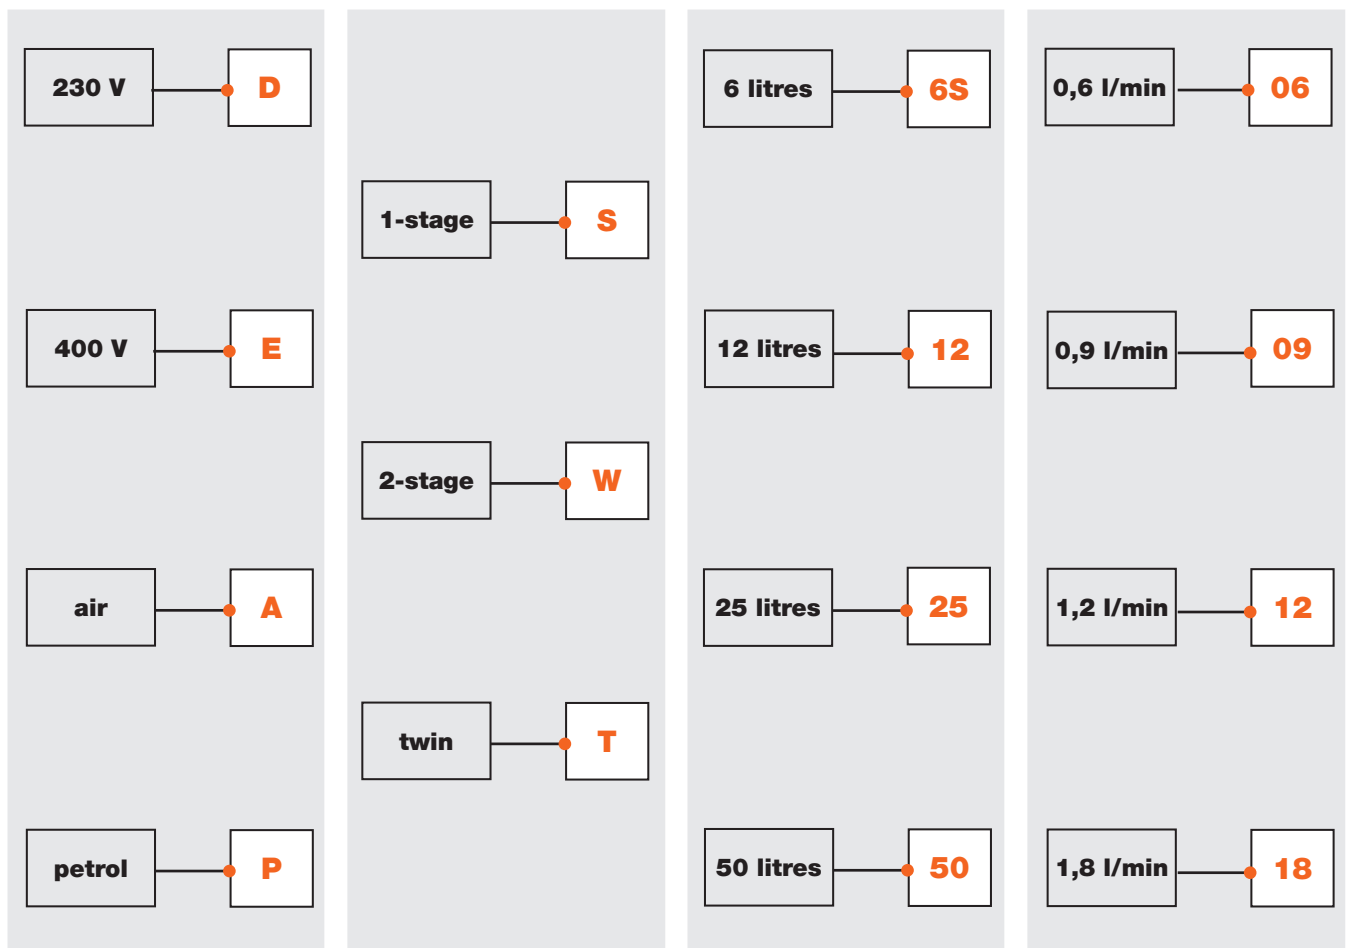 230 V
D
400 V
E
air
A
petrol
P
1-stage
S
2-stage
W
twin
T
6 litres
6S
12 litres
12
25 litres
25
50 litres
50
0,6 l/min
06
0,9 l/min
09
1,2 l/min
12
1,8 l/min
18